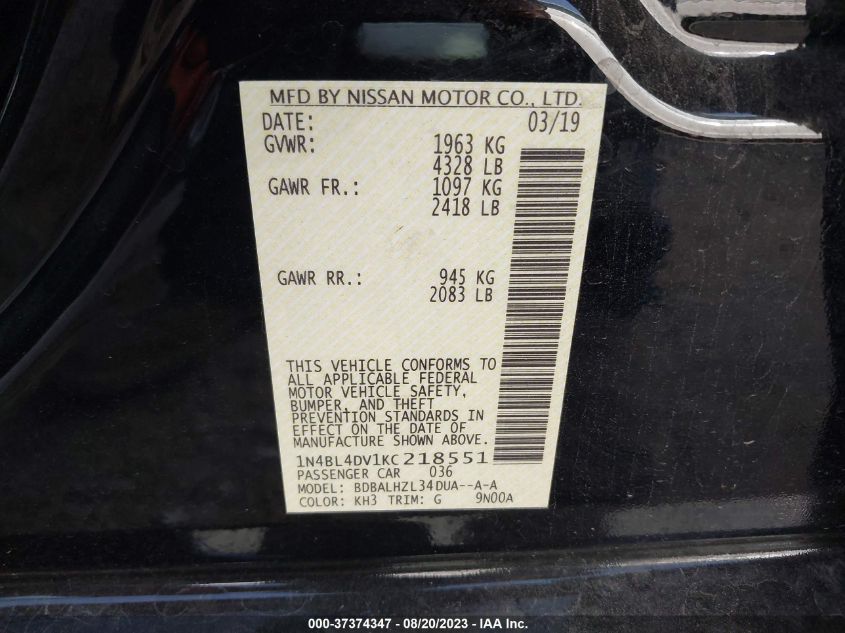 MFD BY NISSAN MOTOR CO., LTD.
DATE: 03/19
GVWR: 1963 KG
4328 LB
GAWR FR.: 1097 KG
2418 LB
GAWR RR.: 945 KG
2083 LB
THIS VEHICLE CONFORMS TO
ALL APPLICABLE FEDERAL
MOTOR VEHICLE SAFETY,
BUMPER, AND THEFT
PREVENTION STANDARDS IN
EFFECT ON THE DATE OF
MANUFACTURE SHOWN ABOVE.
1N4BL4DV1KC218551
PASSENGER CAR 036
MODEL: BDBALHZL34DUA--A-A
COLOR: KH3 TRIM: G 9N00A
000-37374347 — 08/20/2023 - IAA Inc.